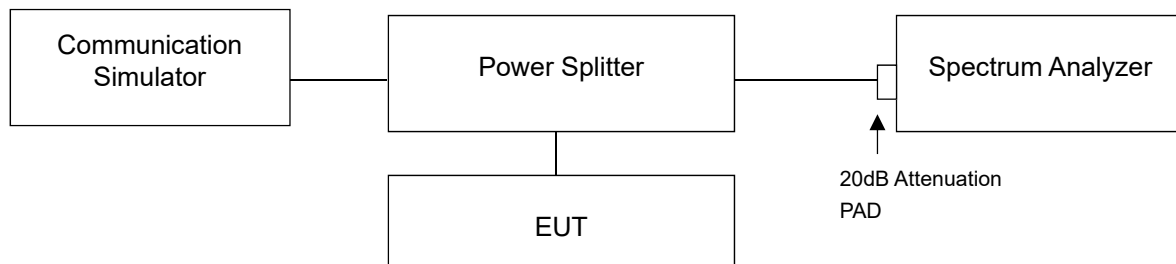 Communication
Simulator
Power Splitter
Spectrum Analyzer
20dB Attenuation
PAD
EUT